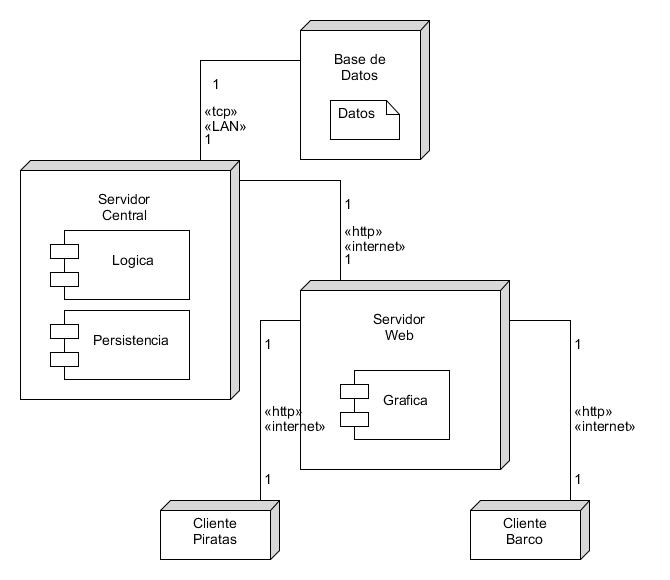 Base de
Datos
Datos
1
«tcp»
«LAN»
1
Servidor
Central
Logica
Persistencia
1
«http»
«internet»
1
Servidor
Web
Grafica
1
«http»
«internet»
1
1
«http»
«internet»
1
Cliente
Piratas
Cliente
Barco